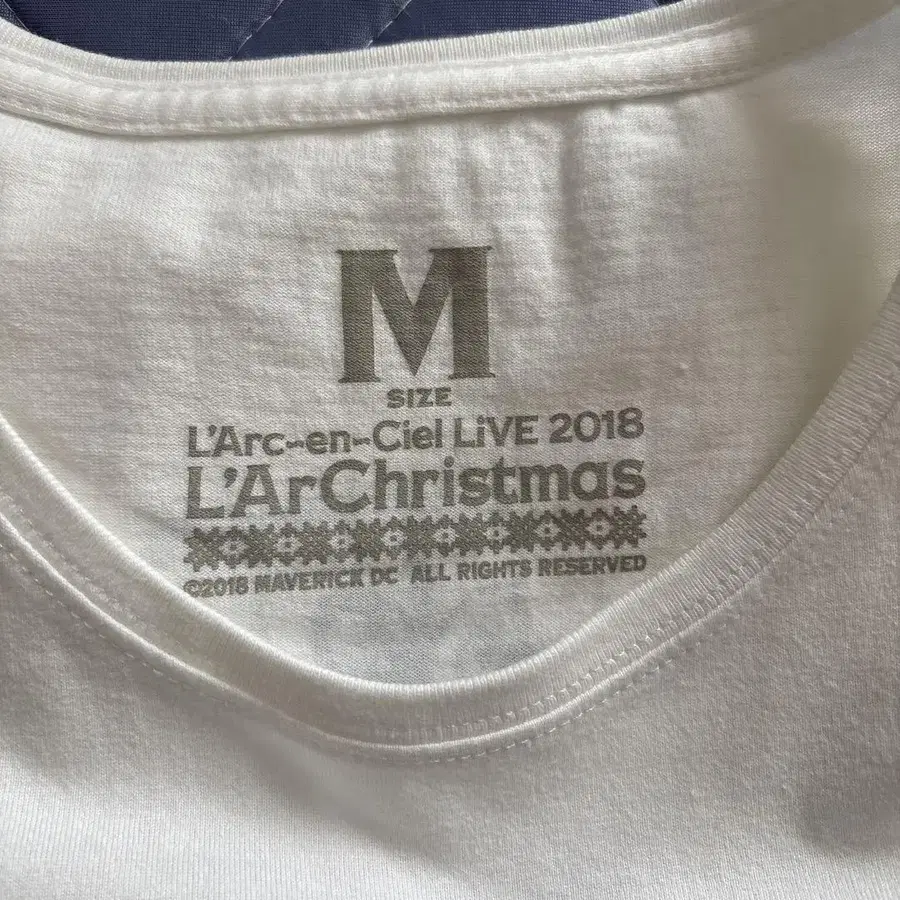 M
SIZE
L'Arc~en~Ciel LiVE 2018
L'ArChristmas
©2018 MAVERICK DC ALL RIGHTS RESERVED